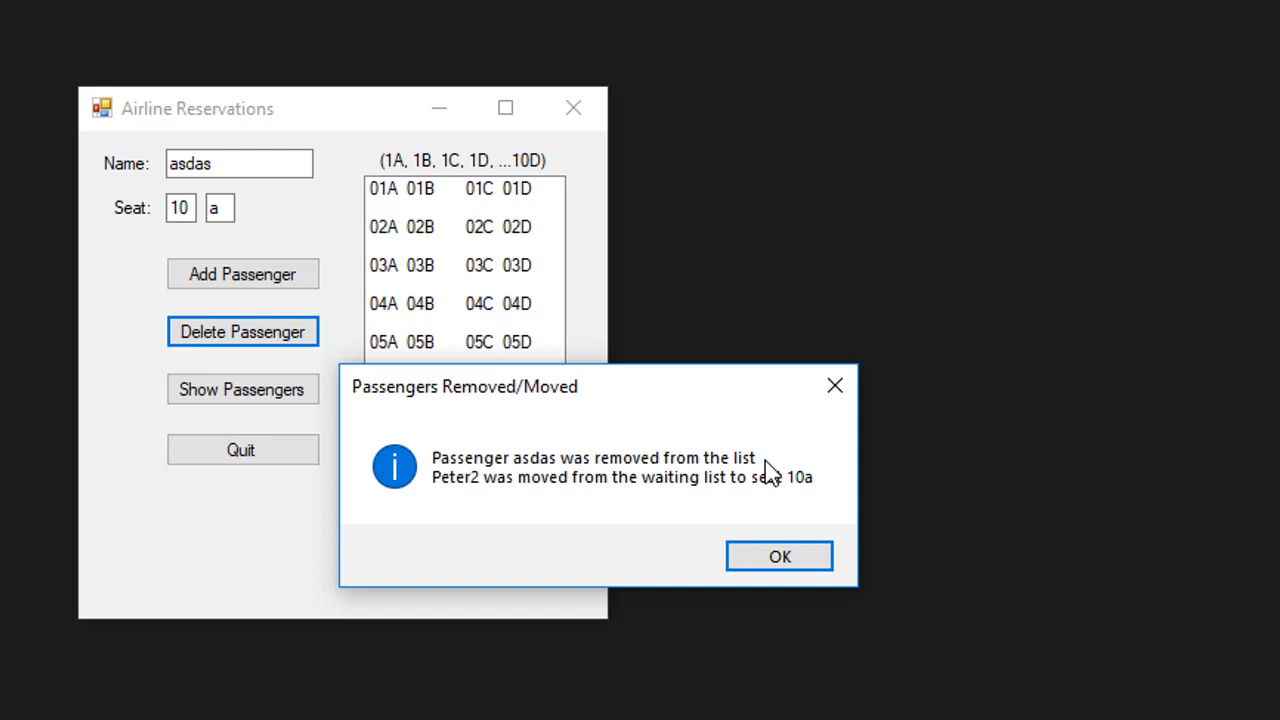 Airline Reservations
Name: asdas
(1A, 1B, 1C, 1D, ...10D)
Seat: 10 a
01A 01B 01C 01D
02A 02B 02C 02D
03A 03B 03C 03D
04A 04B 04C 04D
05A 05B 05C 05D
Add Passenger
Delete Passenger
Show Passengers
Quit
Passengers Removed/Moved
Passenger asdas was removed from the list
Peter2 was moved from the waiting list to 10a
OK